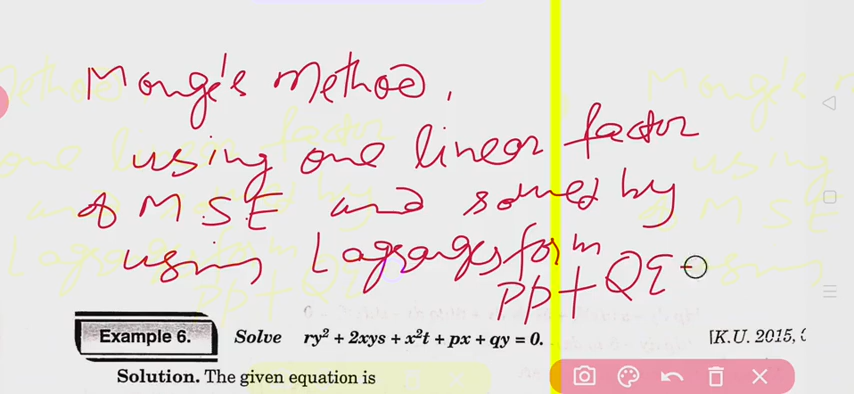 Monge's Method.
using one linear factor
of M.S.E and solved by
using Lagranges form
Pp + Qq =
Example 6. Solve ry² + 2xys + x²t + px + qy = 0. [K.U. 2015,
Solution. The given equation is